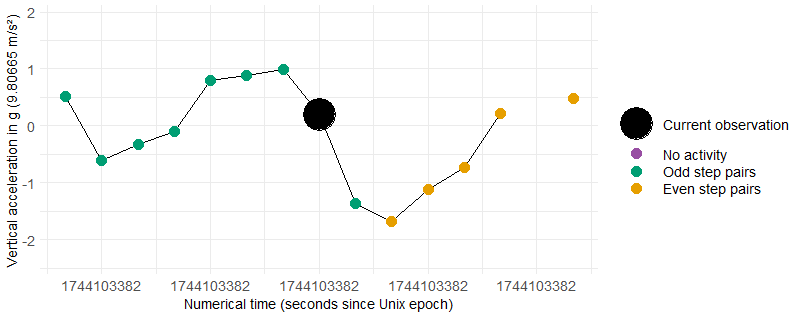 Vertical acceleration in g (9.80665 m/s²)
2
1
0
-1
-2
1744103382 1744103382 1744103382 1744103382 1744103382
Numerical time (seconds since Unix epoch)
Current observation
No activity
Odd step pairs
Even step pairs